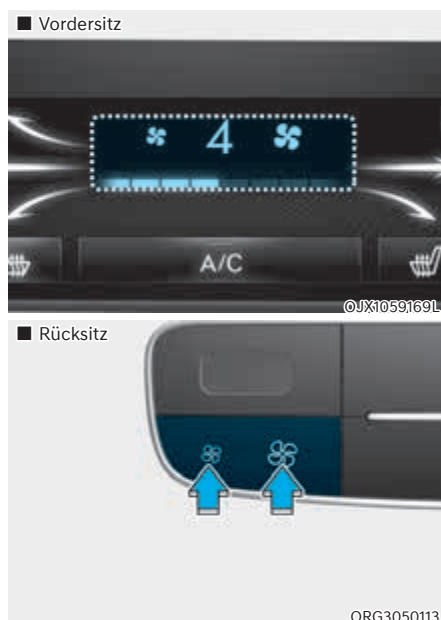 ■ Vordersitz
4
A/C
OJX1059169L
■ Rücksitz
ORG3050113